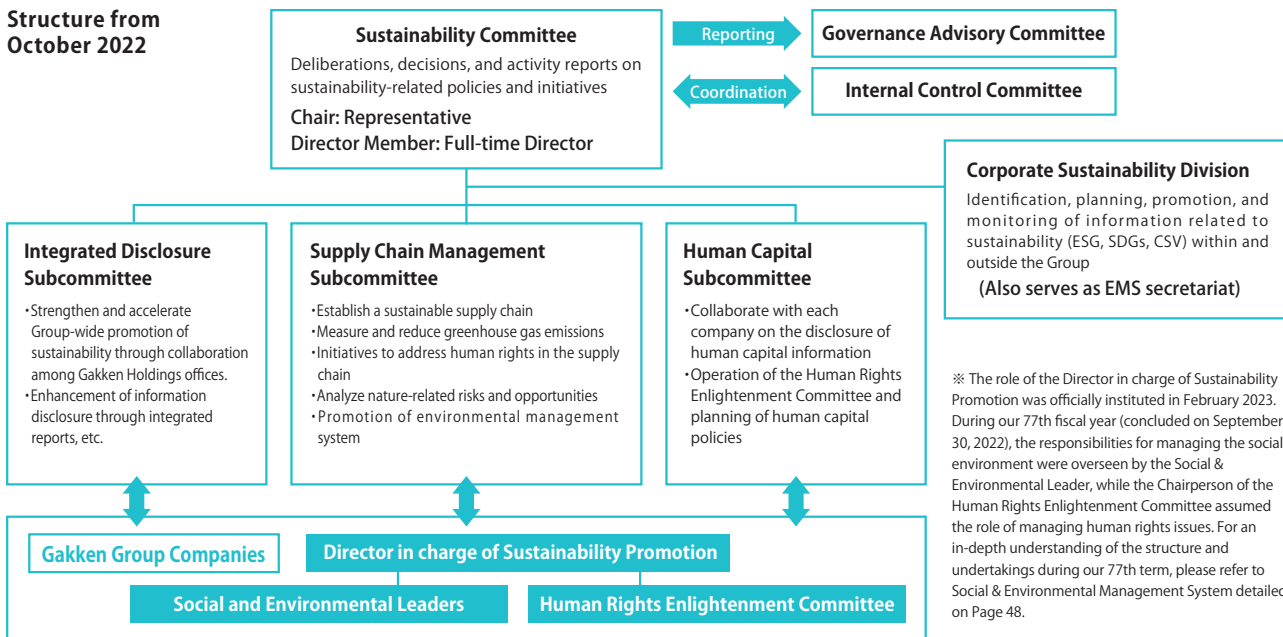 Structure from
October 2022
Sustainability Committee
Deliberations, decisions, and activity reports on
sustainability-related policies and initiatives
Chair: Representative
Director Member: Full-time Director
Reporting
Governance Advisory Committee
Coordination
Internal Control Committee
Corporate Sustainability Division
Identification, planning, promotion, and
monitoring of information related to
sustainability (ESG, SDGs, CSV) within and
outside the Group
(Also serves as EMS secretariat)
Integrated Disclosure
Subcommittee
・Strengthen and accelerate
Group-wide promotion of
sustainability through collaboration
among Gakken Holdings offices.
・Enhancement of information
disclosure through integrated
reports, etc.
Supply Chain Management
Subcommittee
・Establish a sustainable supply chain
・Measure and reduce greenhouse gas emissions
・Initiatives to address human rights in the supply
chain
・Analyze nature-related risks and opportunities
・Promotion of environmental management
system
Human Capital
Subcommittee
・Collaborate with each
company on the disclosure of
human capital information
・Operation of the Human Rights
Enlightenment Committee and
planning of human capital
policies
※ The role of the Director in charge of Sustainability
Promotion was officially instituted in February 2023.
During our 77th fiscal year (concluded on September
30, 2022), the responsibilities for managing the social
environment were overseen by the Social &
Environmental Leader, while the Chairperson of the
Human Rights Enlightenment Committee assumed
the role of managing human rights issues. For an
in-depth understanding of the structure and
undertakings during our 77th term, please refer to
Social & Environmental Management System detailed
on Page 48.
Gakken Group Companies
Director in charge of Sustainability Promotion
Social and Environmental Leaders
Human Rights Enlightenment Committee